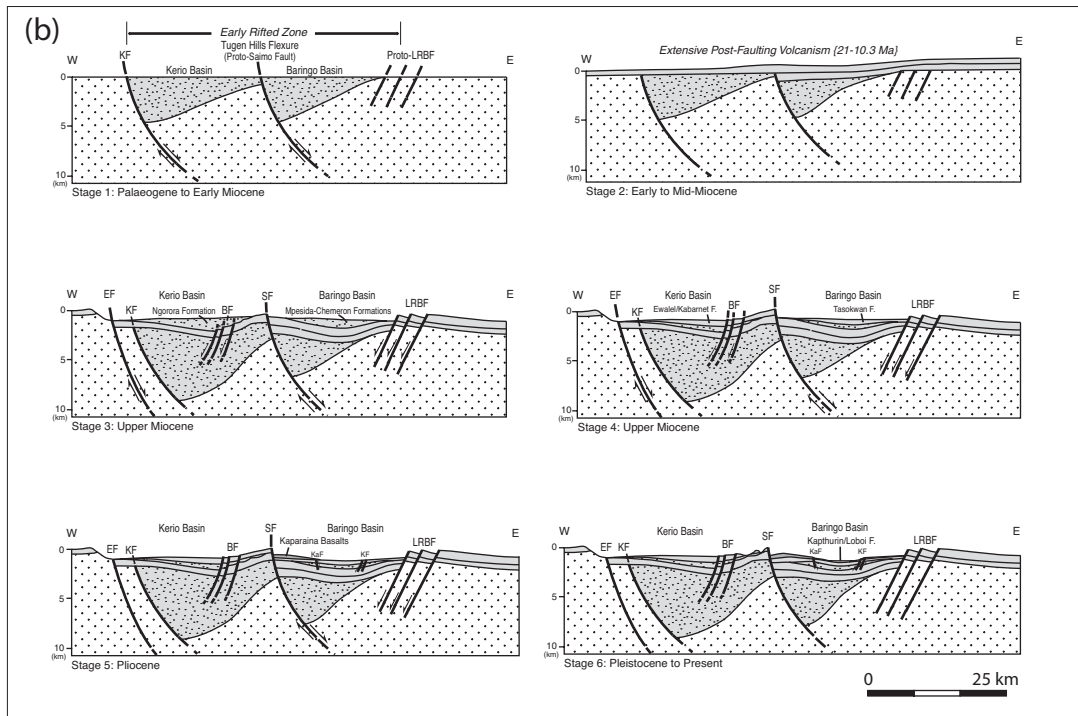 (b)
Early Rifted Zone
Tugen Hills Flexure
(Proto-Saimo Fault)
W
KF
Kerio Basin
Baringo Basin
Proto-LRBF
E
0
5
10
(km)
Stage 1: Palaeogene to Early Miocene
E
W
Extensive Post-Faulting Volcanism {21-10.3 Ma}
0
5
10
(km)
Stage 2: Early to Mid-Miocene
W
EF
KF
Kerio Basin
Ngorora Formation
BF
SF
Baringo Basin
Mpesida-Chemeron Formations
LRBF
E
0
5
10
(km)
Stage 3: Upper Miocene
W
EF
KF
Kerio Basin
Ewalel/Kabarnet F.
BF
SF
Baringo Basin
Tasokwan F.
LRBF
E
0
5
10
(km)
Stage 4: Upper Miocene
W
EF
KF
Kerio Basin
BF
SF
Baringo Basin
Kaparaina Basalts
KaF
KF
LRBF
E
0
5
10
(km)
Stage 5: Pliocene
W
EF
KF
Kerio Basin
BF
SF
Baringo Basin
Kapthurin/Loboi F.
KaF
KF
LRBF
E
0
5
10
(km)
Stage 6: Pleistocene to Present
0
25 km